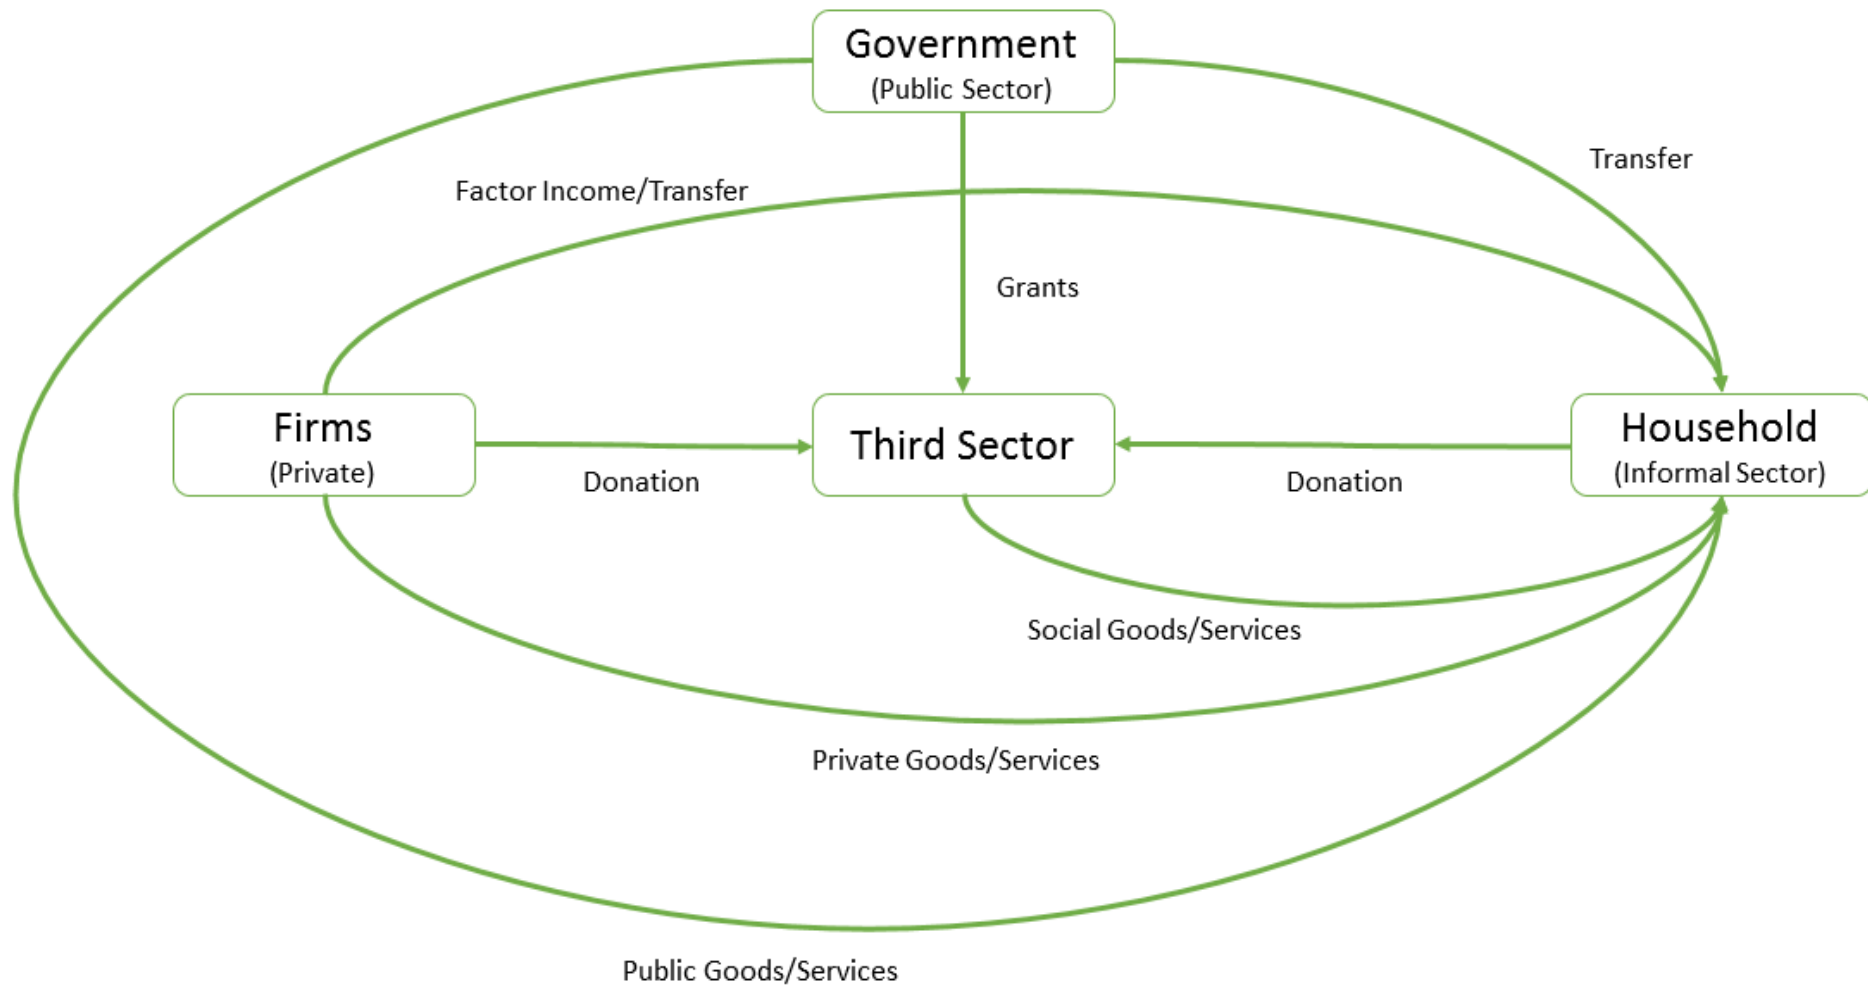 Government
(Public Sector)
Transfer
Factor Income/Transfer
Grants
Firms
(Private)
Third Sector
Household
(Informal Sector)
Donation
Donation
Social Goods/Services
Private Goods/Services
Public Goods/Services